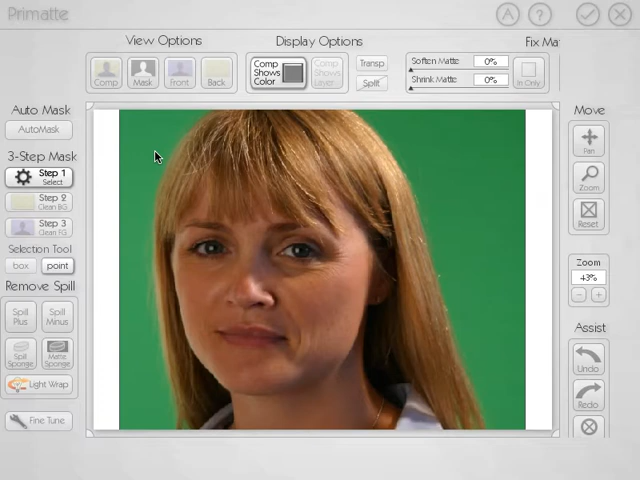 Primatte
A ?
View Options
Display Options
Fix Ma
Comp
Mask
Front
Back
Comp
Shows
Color
Comp
Shows
Layer
Transp
Split
Soften Matte 0%
Shrink Matte 0%
In Only
Auto Mask
AutoMask
3-Step Mask
Step 1
Select
Step 2
Clean BG
Step 3
Clean FG
Selection Tool
box point
Remove Spill
Spill
Plus
Spill
Minus
Spill
Sponge
Matte
Sponge
Light Wrap
Fine Tune
Move
Pan
Zoom
Reset
Zoom
43%
- +
Assist
Undo
Redo